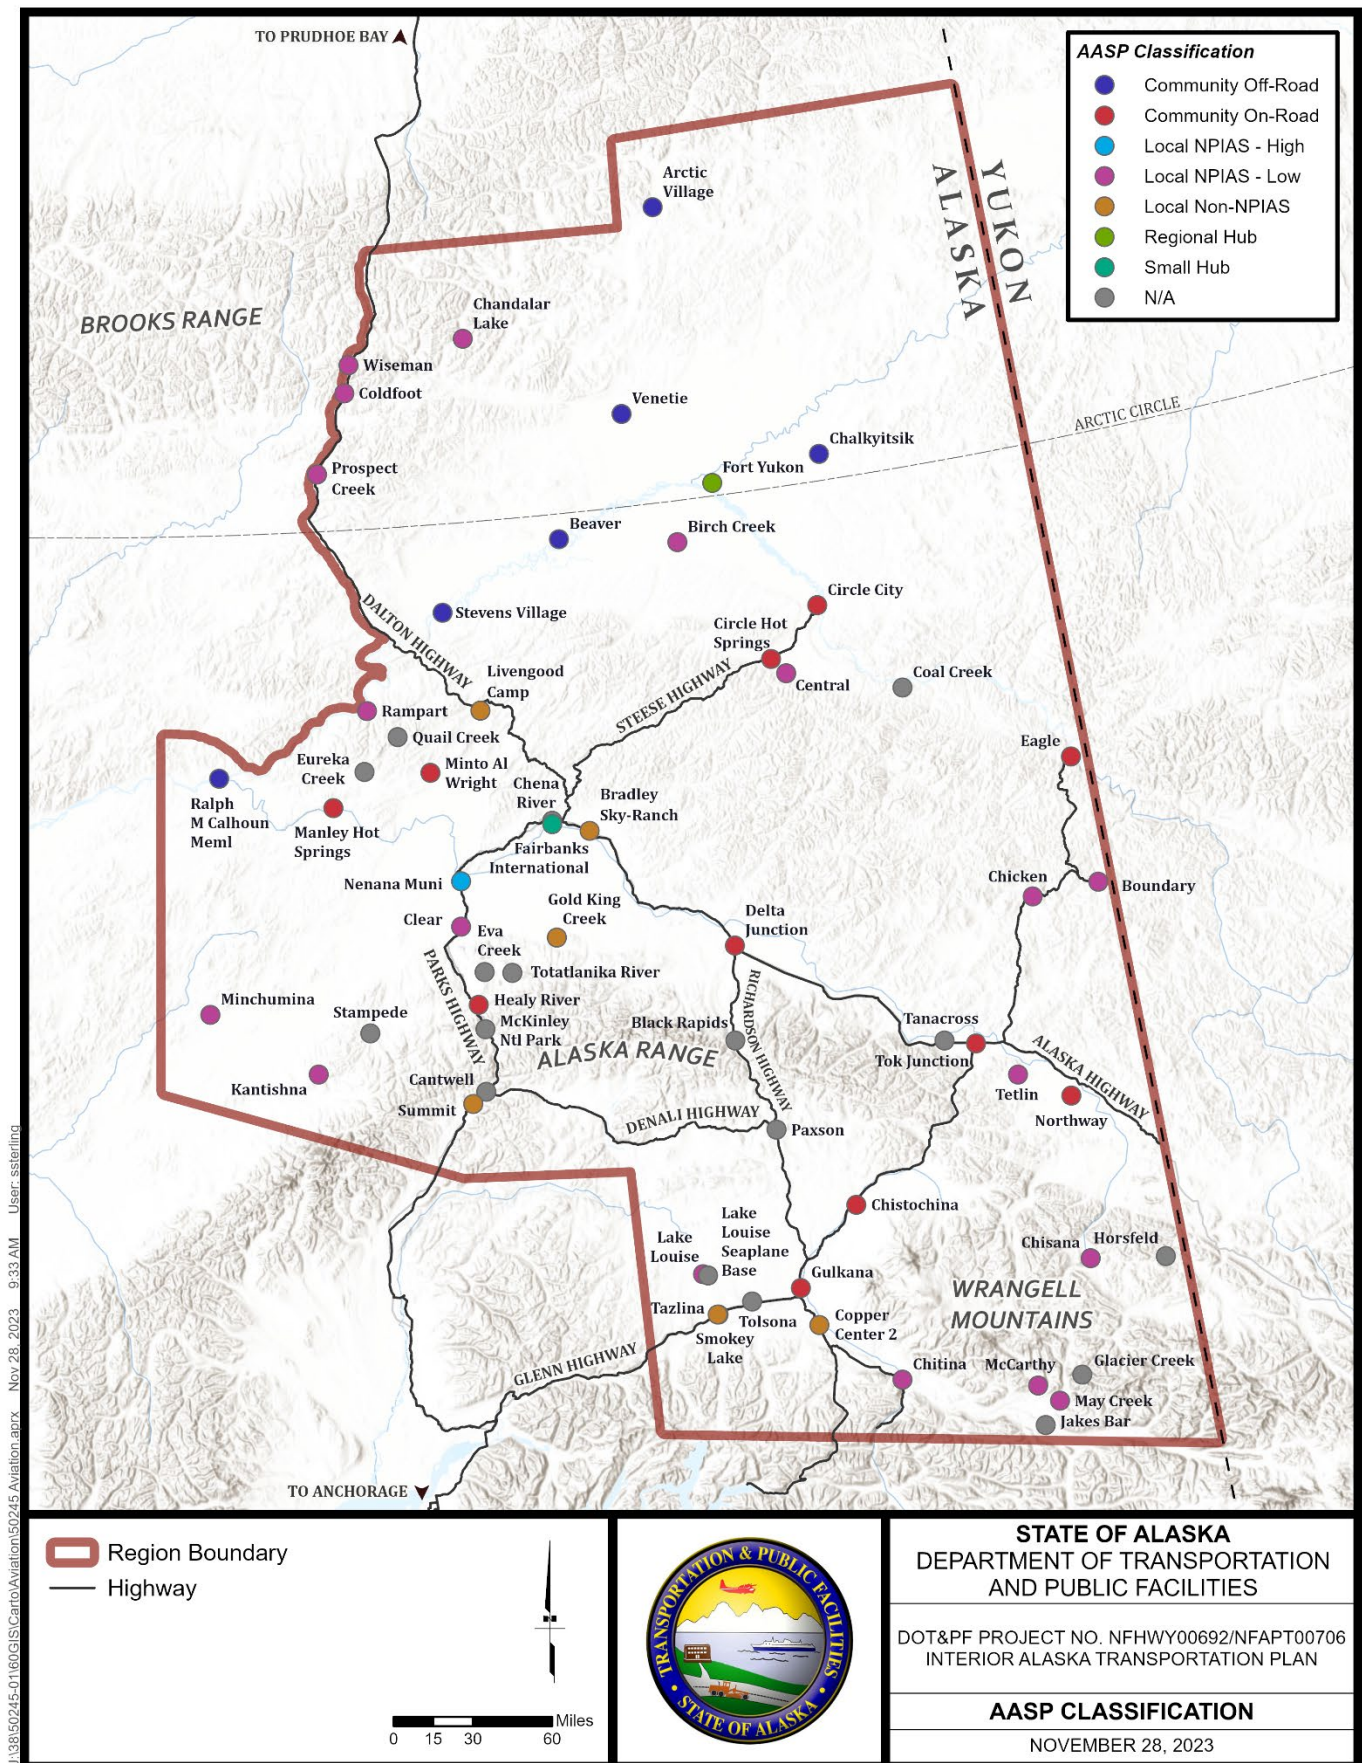 TO PRUDHOE BAY
AASP Classification
Community Off-Road
Community On-Road
Local NPIAS - High
Local NPIAS - Low
Local Non-NPIAS
Regional Hub
Small Hub
N/A
YUKON
ALASKA
Arctic
Village
BROOKS RANGE
Chandalar
Lake
Wiseman
Coldfoot
Venetie
ARCTIC CIRCLE
Chalkyitsik
Prospect
Creek
Fort Yukon
Beaver
Birch Creek
Circle City
Stevens Village
DALTON HIGHWAY
Circle Hot
Springs
Livengood
Camp
STEESE HIGHWAY
Central
Coal Creek
Rampart
Quail Creek
Eagle
Eureka
Creek
Minto Al
Wright
Chena
River
Bradley
Sky-Ranch
Ralph
M Calhoun
Meml
Manley Hot
Springs
Fairbanks
International
Nenana Muni
Chicken
Boundary
Gold King
Creek
Clear
Delta
Junction
Eva
Creek
PARKS HIGHWAY
Totatlanika River
RICHARDSON HIGHWAY
Minchumina
Healy River
Stampede
McKinley
Ntl Park
Black Rapids
Tanacross
ALASKA RANGE
Tok Junction
ALASKA HIGHWAY
Kantishna
Cantwell
Tetlin
Summit
Northway
DENALI HIGHWAY
Paxson
Chistochina
Lake
Louise
Lake
Louise
Seaplane
Base
Chisana
Horsfeld
Gulkana
WRANGELL
MOUNTAINS
Tazlina
Tolsona
Smokey
Lake
Copper
Center 2
GLENN HIGHWAY
Chitina
McCarthy
Glacier Creek
May Creek
Jakes Bar
TO ANCHORAGE
J:\38\50245-01\60GIS\Carto\Aviation\50245 Aviation.aprx Nov 28, 2023 9:33 AM User: ssterling
Region Boundary
Highway
Miles
0 15 30 60
TRANSPORTATION & PUBLIC FACILITIES
STATE OF ALASKA
STATE OF ALASKA
DEPARTMENT OF TRANSPORTATION
AND PUBLIC FACILITIES
DOT&PF PROJECT NO. NFHWY00692/NFAPT00706
INTERIOR ALASKA TRANSPORTATION PLAN
AASP CLASSIFICATION
NOVEMBER 28, 2023